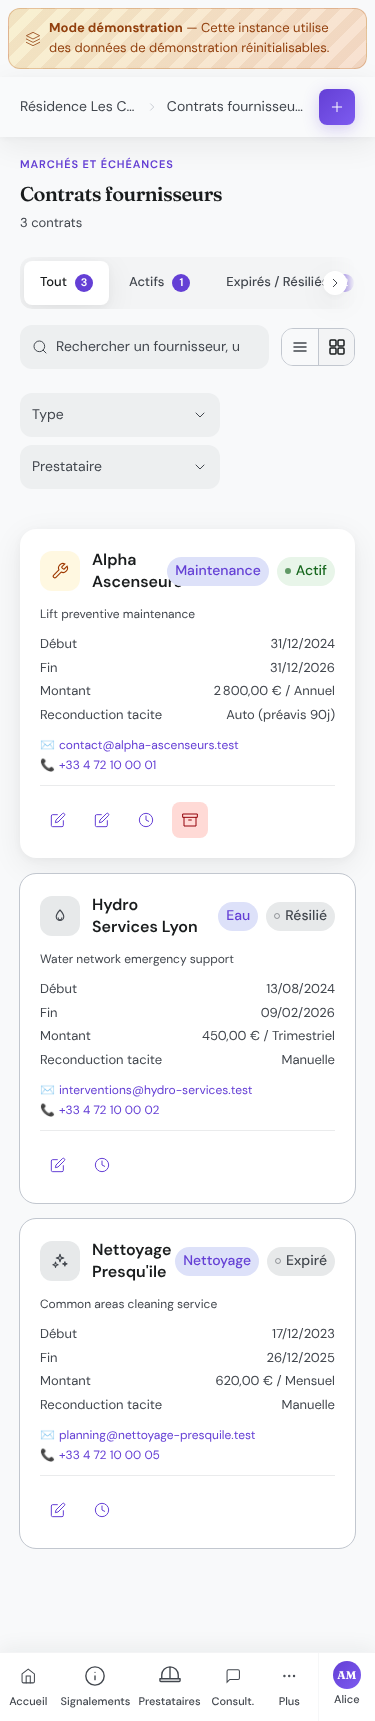 Mode démonstration — Cette instance utilise
des données de démonstration réinitialisables.
Résidence Les C...
Contrats fournisseu...
MARCHÉS ET ÉCHÉANCES
Contrats fournisseurs
3 contrats
Tout 3
Actifs 1
Expirés / Résiliés
Rechercher un fournisseur, u
Type
Prestataire
Alpha
Ascenseurs
Maintenance
Actif
Lift preventive maintenance
Début 31/12/2024
Fin 31/12/2026
Montant 2 800,00 € / Annuel
Reconduction tacite Auto (préavis 90j)
contact@alpha-ascenseurs.test
+33 4 72 10 00 01
Hydro
Services Lyon
Eau
Résilié
Water network emergency support
Début 13/08/2024
Fin 09/02/2026
Montant 450,00 € / Trimestriel
Reconduction tacite Manuelle
interventions@hydro-services.test
+33 4 72 10 00 02
Nettoyage
Presqu'ile
Nettoyage
Expiré
Common areas cleaning service
Début 17/12/2023
Fin 26/12/2025
Montant 620,00 € / Mensuel
Reconduction tacite Manuelle
planning@nettoyage-presquile.test
+33 4 72 10 00 05
Accueil
Signalements
Prestataires
Consult.
Plus
AM
Alice